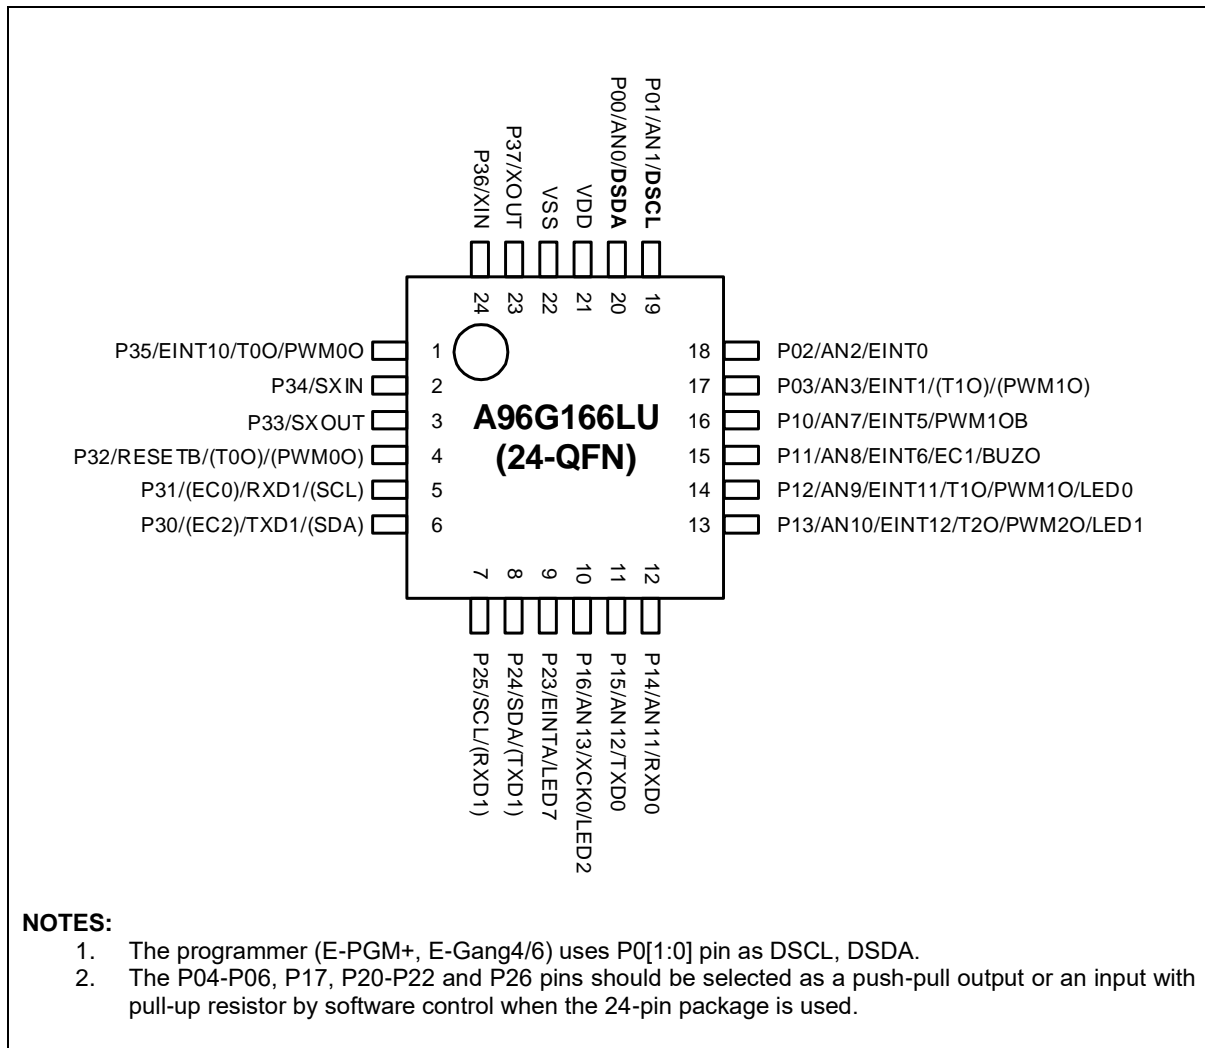 P36/XIN
P37/XOUT
VSS
VDD
P00/AN0/DSDA
P01/AN1/DSCL
24
23
22
21
20
19
P35/EINT10/T0O/PWM0O
1
18
P02/AN2/EINT0
P34/SXIN
2
17
P03/AN3/EINT1/(T1O)/(PWM1O)
P33/SXOUT
3
A96G166LU
16
P10/AN7/EINT5/PWM1OB
P32/RESETB/(T0O)/(PWM0O)
4
(24-QFN)
15
P11/AN8/EINT6/EC1/BUZO
P31/(EC0)/RXD1/(SCL)
5
14
P12/AN9/EINT11/T1O/PWM1O/LED0
P30/(EC2)/TXD1/(SDA)
6
13
P13/AN10/EINT12/T2O/PWM2O/LED1
7
8
9
10
11
12
P25/SCL/(RXD1)
P24/SDA/(TXD1)
P23/EINTA/LED7
P16/AN13/XCK0/LED2
P15/AN12/TXD0
P14/AN11/RXD0
NOTES:
1. The programmer (E-PGM+, E-Gang4/6) uses P0[1:0] pin as DSCL, DSDA.
2. The P04-P06, P17, P20-P22 and P26 pins should be selected as a push-pull output or an input with
pull-up resistor by software control when the 24-pin package is used.